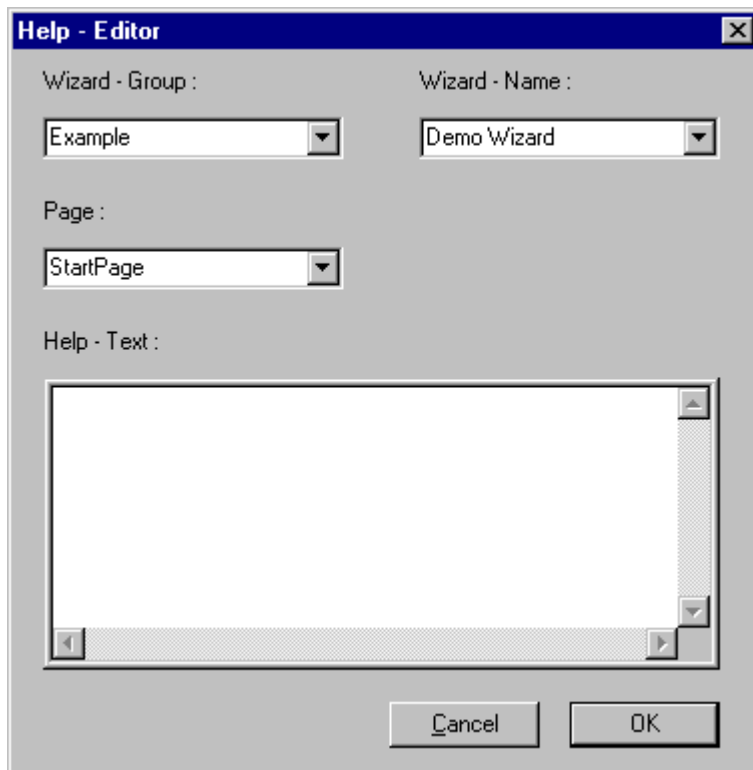 Help - Editor
Wizard - Group :
Wizard - Name :
Example
Demo Wizard
Page :
StartPage
Help - Text :
Cancel
OK